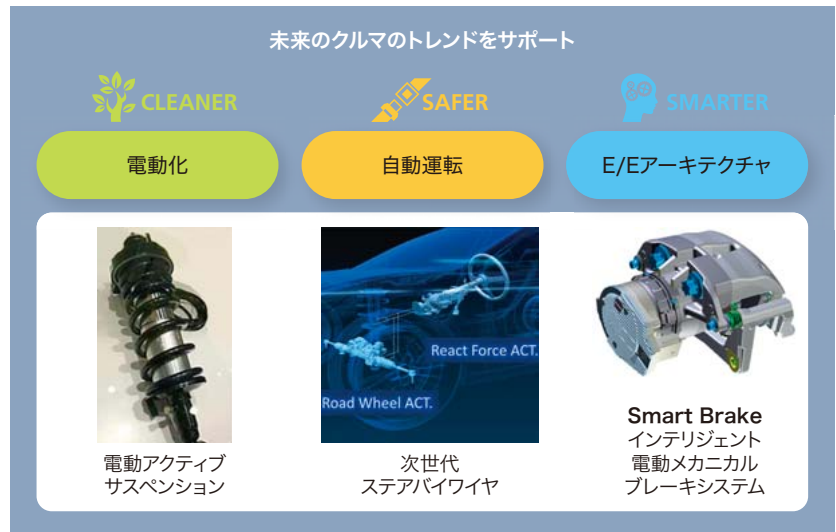 未来のクルマのトレンドをサポート
CLEANER
SAFER
SMARTER
電動化
自動運転
E/Eアーキテクチャ
React Force ACT.
Road Wheel ACT.
電動アクティブ
サスペンション
次世代
ステアバイワイヤ
Smart Brake
インテリジェント
電動メカニカル
ブレーキシステム